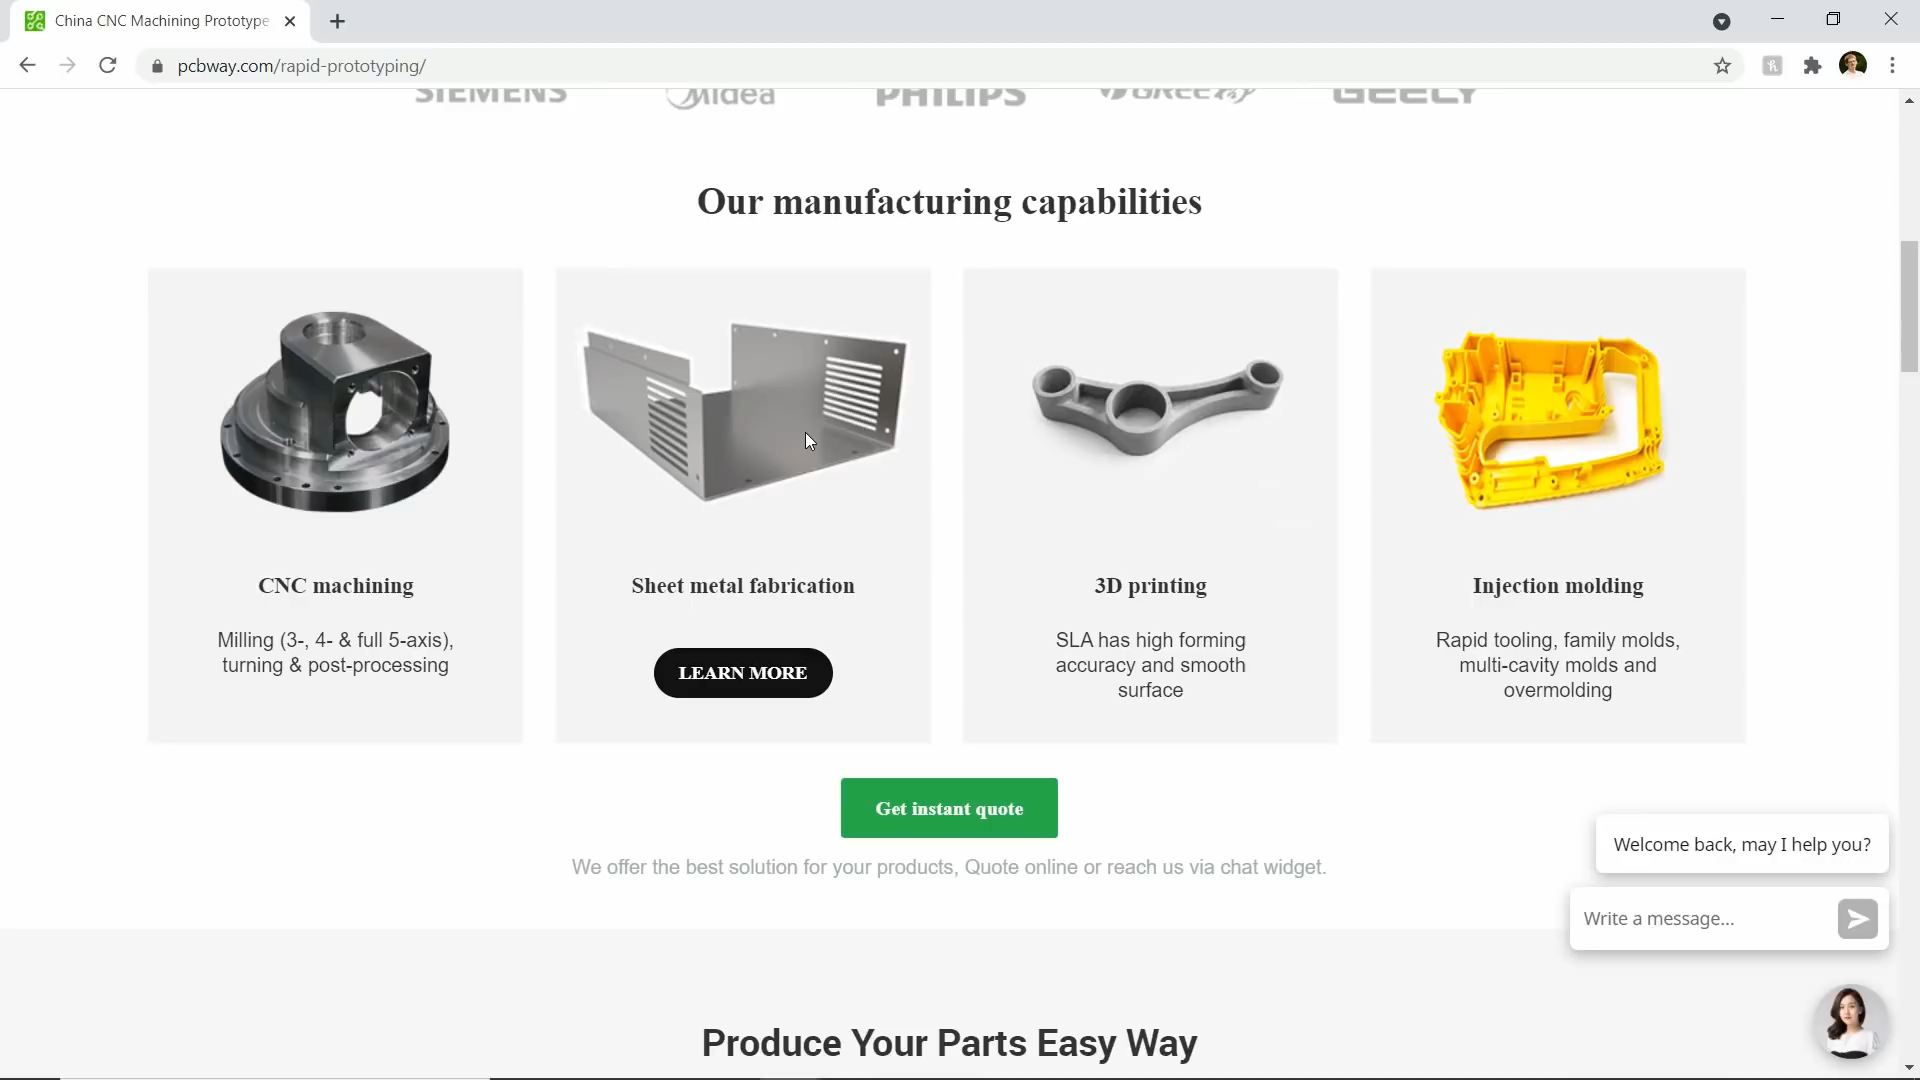 China CNC Machining Prototype
pcbway.com/rapid-prototyping/
SIEMENS Midea PHILIPS GEELY
Our manufacturing capabilities
CNC machining
Milling (3-, 4- & full 5-axis),
turning & post-processing
Sheet metal fabrication
LEARN MORE
3D printing
SLA has high forming
accuracy and smooth
surface
Injection molding
Rapid tooling, family molds,
multi-cavity molds and
overmolding
Get instant quote
We offer the best solution for your products, Quote online or reach us via chat widget.
Welcome back, may I help you?
Write a message...
Produce Your Parts Easy Way